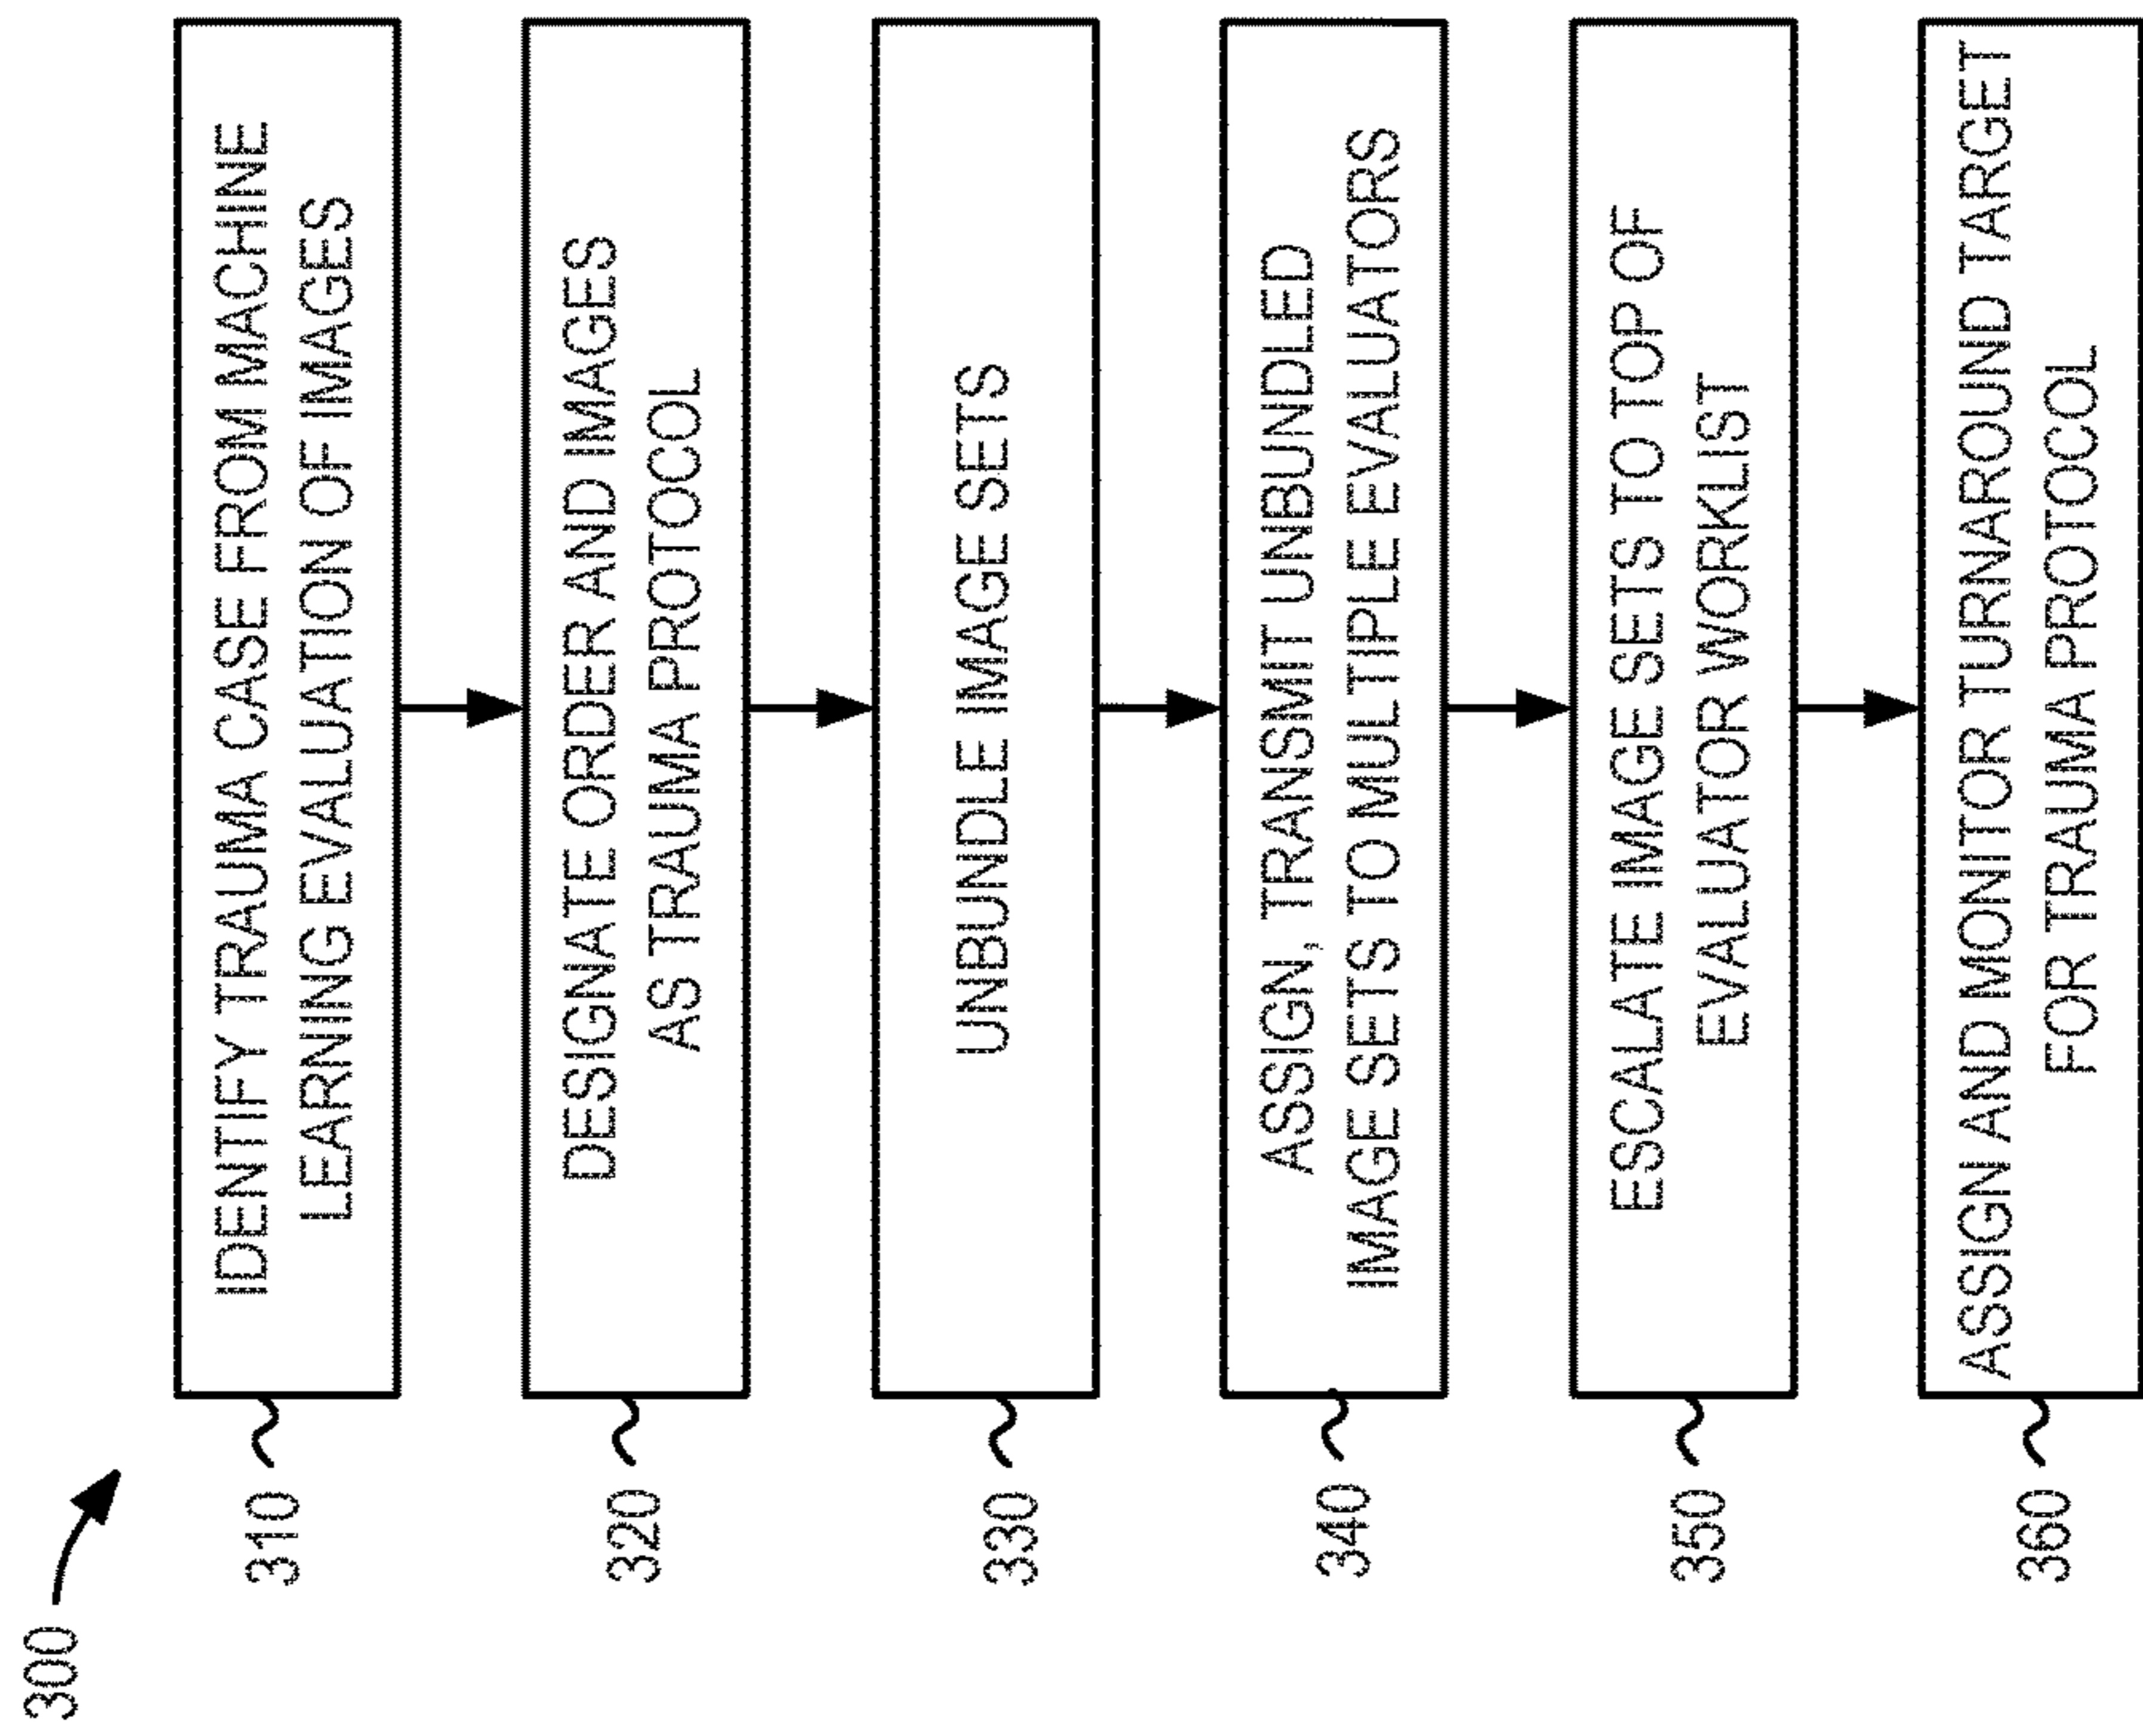 300
310
IDENTIFY TRAUMA CASE FROM MACHINE
LEARNING EVALUATION OF IMAGES
320
DESIGNATE ORDER AND IMAGES
AS TRAUMA PROTOCOL
330
UNBUNDLE IMAGE SETS
340
ASSIGN, TRANSMIT UNBUNDLED
IMAGE SETS TO MULTIPLE EVALUATORS
350
ESCALATE IMAGE SETS TO TOP OF
EVALUATOR WORKLIST
360
ASSIGN AND MONITOR TURNAROUND TARGET
FOR TRAUMA PROTOCOL